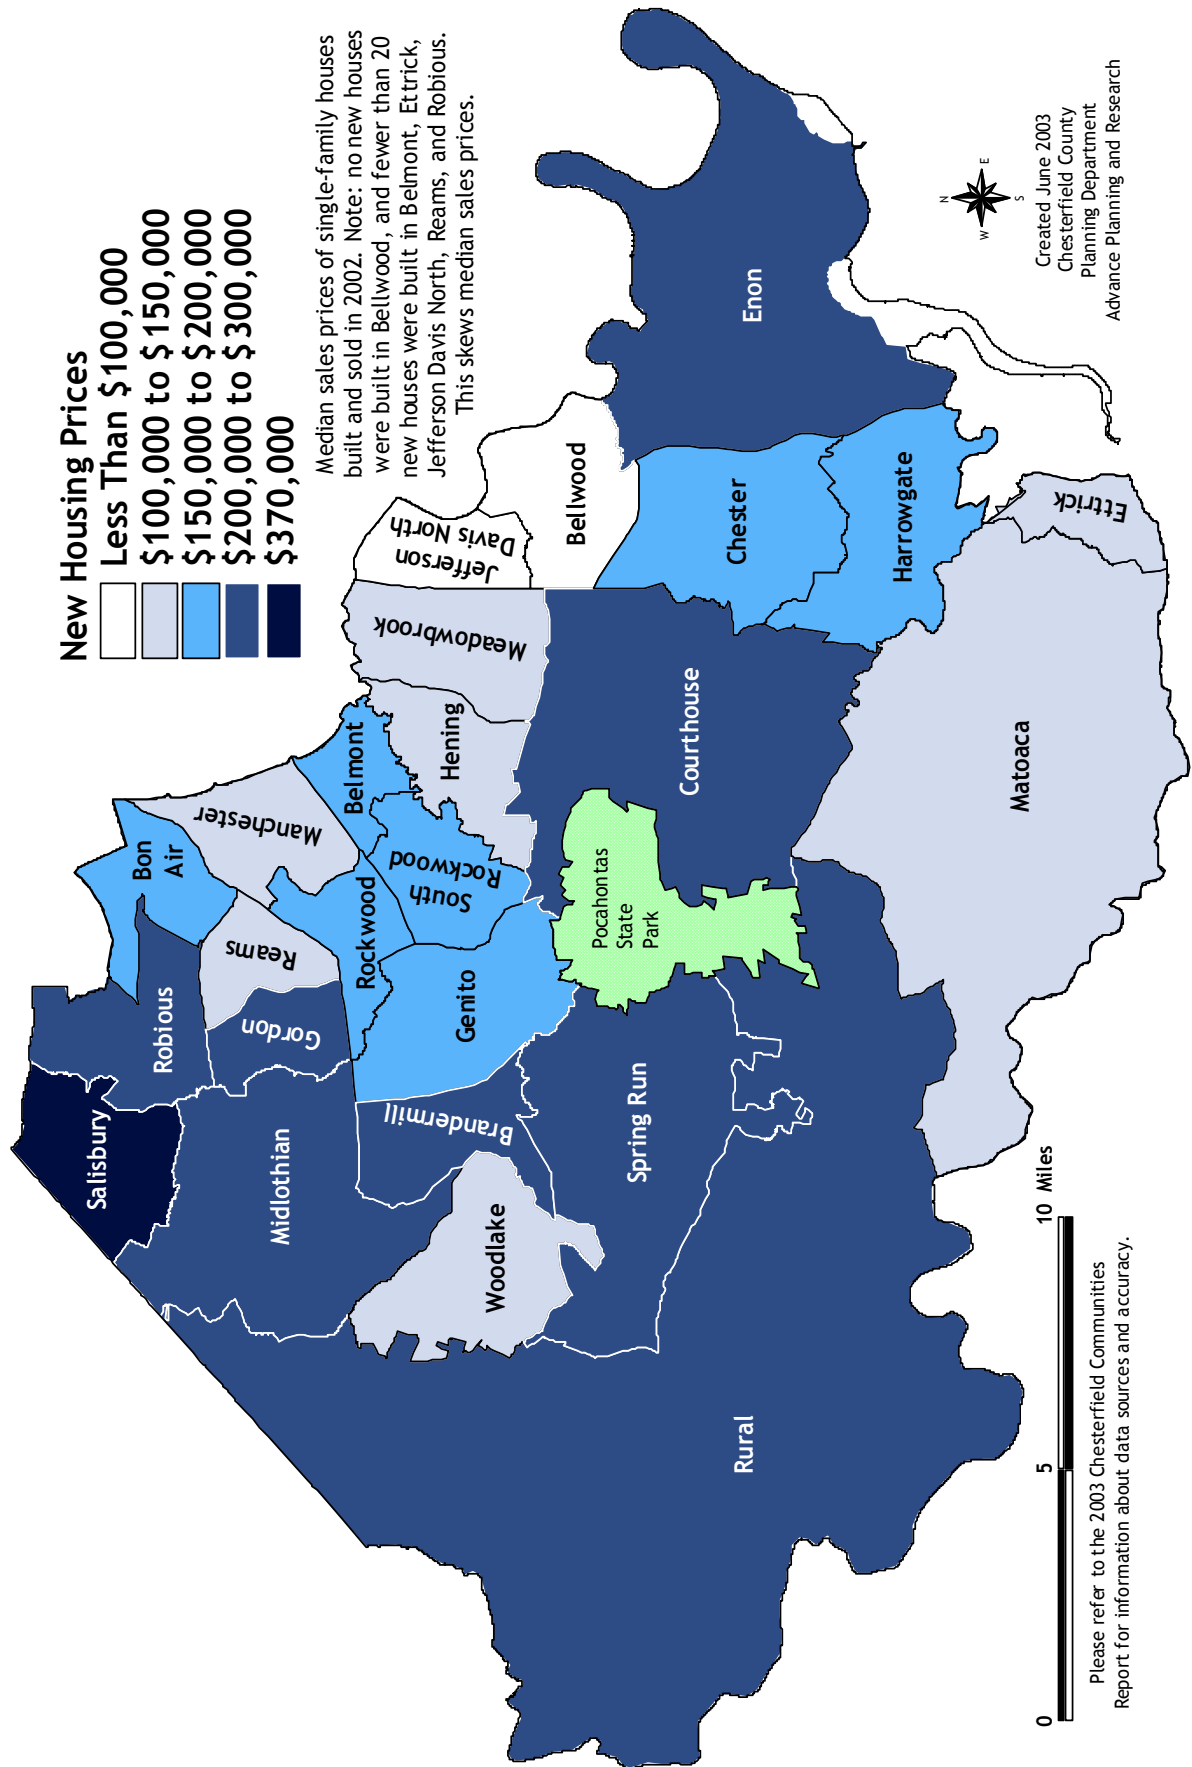 New Housing Prices
Less Than $100,000
$100,000 to $150,000
$150,000 to $200,000
$200,000 to $300,000
$370,000
Median sales prices of single-family houses
built and sold in 2002. Note: no new houses
were built in Bellwood, and fewer than 20
new houses were built in Belmont, Ettrick,
Jefferson Davis North, Reams, and Robious.
This skews median sales prices.
Salisbury
Robious
Bon
Air
Midlothian
Gordon
Reams
Manchester
Rockwood
Belmont
Brandermill
Genito
South
Rockwood
Hening
Meadowbrook
Jefferson
Davis North
Woodlake
Bellwood
Spring Run
Pocahontas
State
Park
Courthouse
Chester
Enon
Rural
Harrowgate
Matoaca
Ettrick
N
W
E
S
Created June 2003
Chesterfield County
Planning Department
Advance Planning and Research
0
5
10 Miles
Please refer to the 2003 Chesterfield Communities
Report for information about data sources and accuracy.